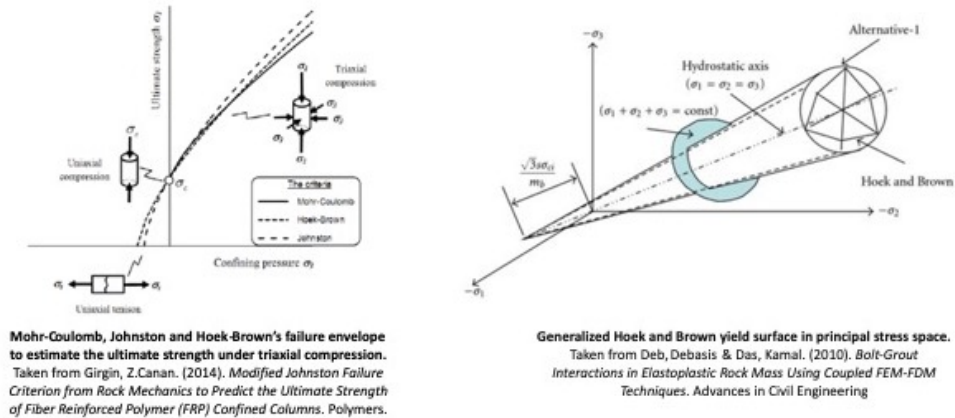 Ultimate strength σ₁
Triaxial
compression
σ₁
σ₃
σ₃
σ₁
σc
Uniaxial
compression
σc
The criteria
Mohr-Coulomb
Hoek-Brown
Johnston
Confining pressure σ₃
σt
σt
Uniaxial tension
−σ₃
Alternative-1
Hydrostatic axis
(σ₁ = σ₂ = σ₃)
(σ₁ + σ₂ + σ₃ = const)
√3sσci
mb
Hoek and Brown
−σ₂
−σ₁
Mohr-Coulomb, Johnston and Hoek-Brown's failure envelope
to estimate the ultimate strength under triaxial compression.
Taken from Girgin, Z.Canan. (2014). Modified Johnston Failure
Criterion from Rock Mechanics to Predict the Ultimate Strength
of Fiber Reinforced Polymer (FRP) Confined Columns. Polymers.
Generalized Hoek and Brown yield surface in principal stress space.
Taken from Deb, Debasis & Das, Kamal. (2010). Bolt-Grout
Interactions in Elastoplastic Rock Mass Using Coupled FEM-FDM
Techniques. Advances in Civil Engineering